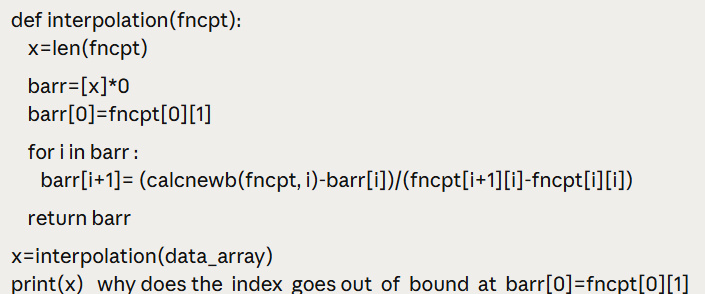 def interpolation(fncpt):
x=len(fncpt)
barr=[x]*0
barr[0]=fncpt[0][1]
for i in barr :
barr[i+1]= (calcnewb(fncpt, i)-barr[i])/(fncpt[i+1][i]-fncpt[i][i])
return barr
x=interpolation(data_array)
print(x) why does the index goes out of bound at barr[0]=fncpt[0][1]